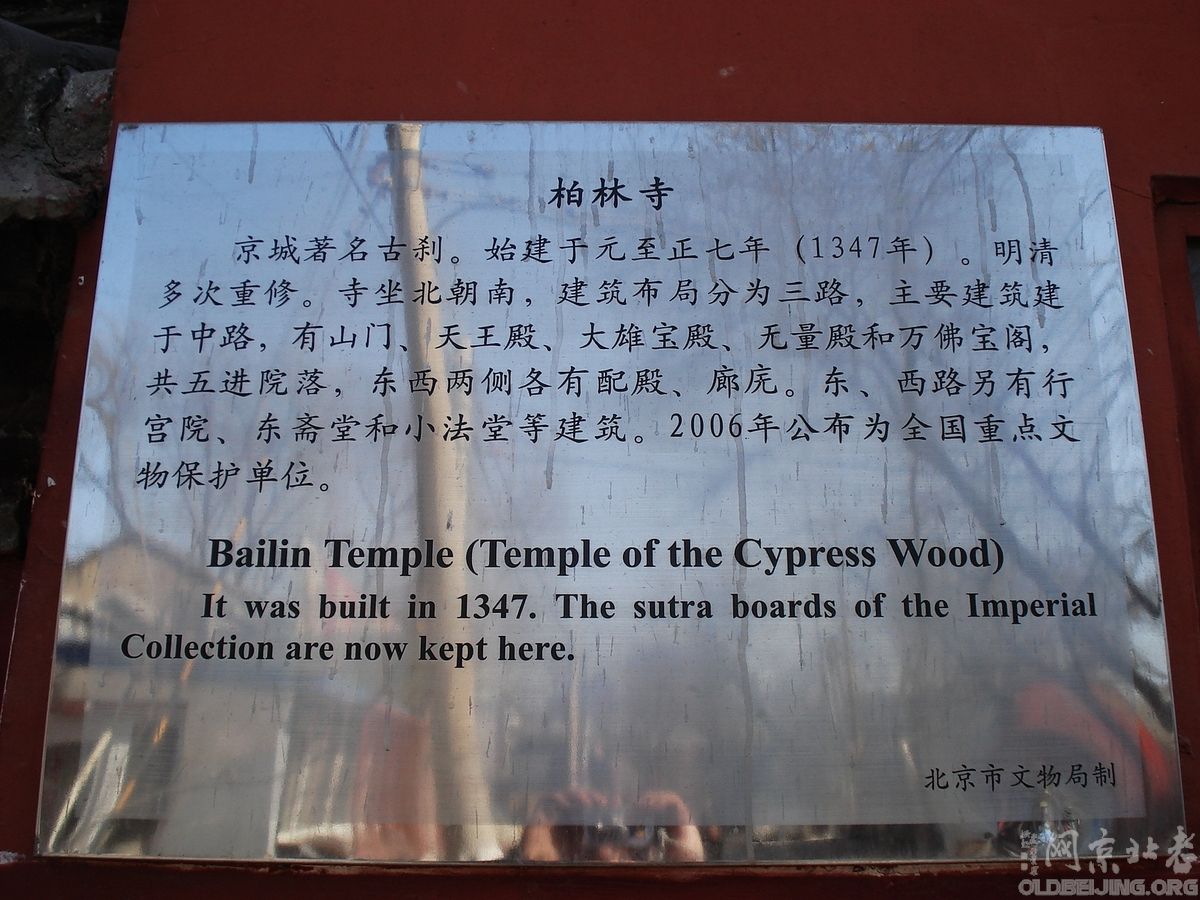 柏林寺
京城著名古刹。始建于元至正七年（1347年）。明清
多次重修。寺坐北朝南，建筑布局分为三路，主要建筑建
于中路，有山门、天王殿、大雄宝殿、无量殿和万佛宝阁，
共五进院落，东西两侧各有配殿、廊庑。东、西路另有行
宫院、东斋堂和小法堂等建筑。2006年公布为全国重点文
物保护单位。
Bailin Temple (Temple of the Cypress Wood)
It was built in 1347. The sutra boards of the Imperial
Collection are now kept here.
北京市文物局制
网京北老
OLDBEIJING.ORG